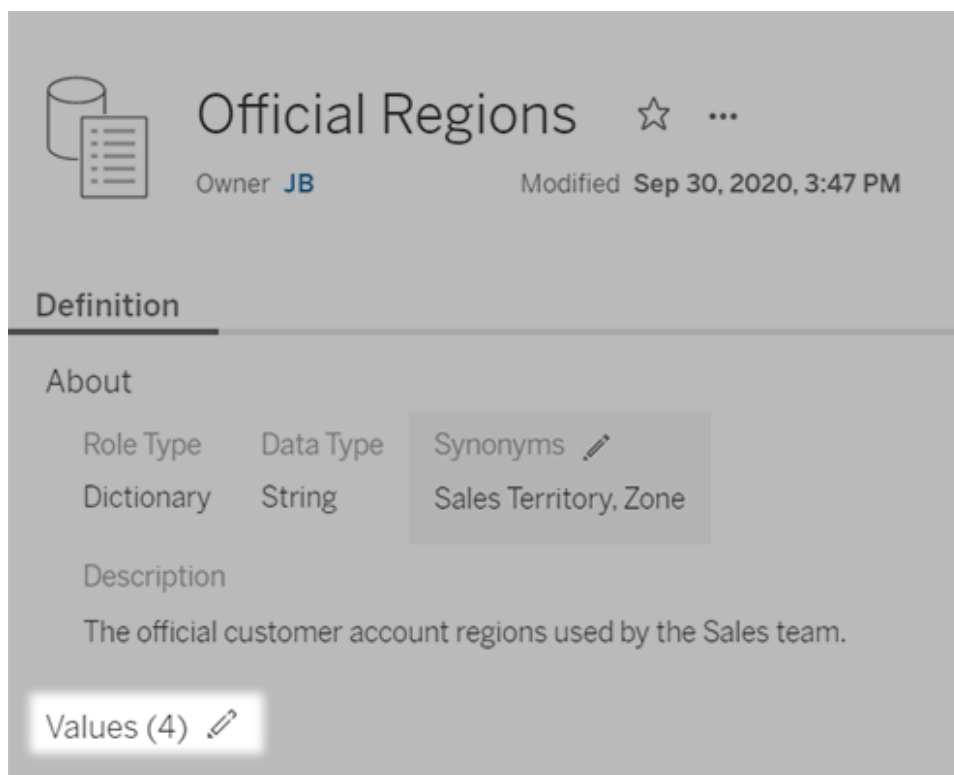 Official Regions
Owner JB Modified Sep 30, 2020, 3:47 PM
Definition
About
Role Type Data Type Synonyms
Dictionary String Sales Territory, Zone
Description
The official customer account regions used by the Sales team.
Values (4)